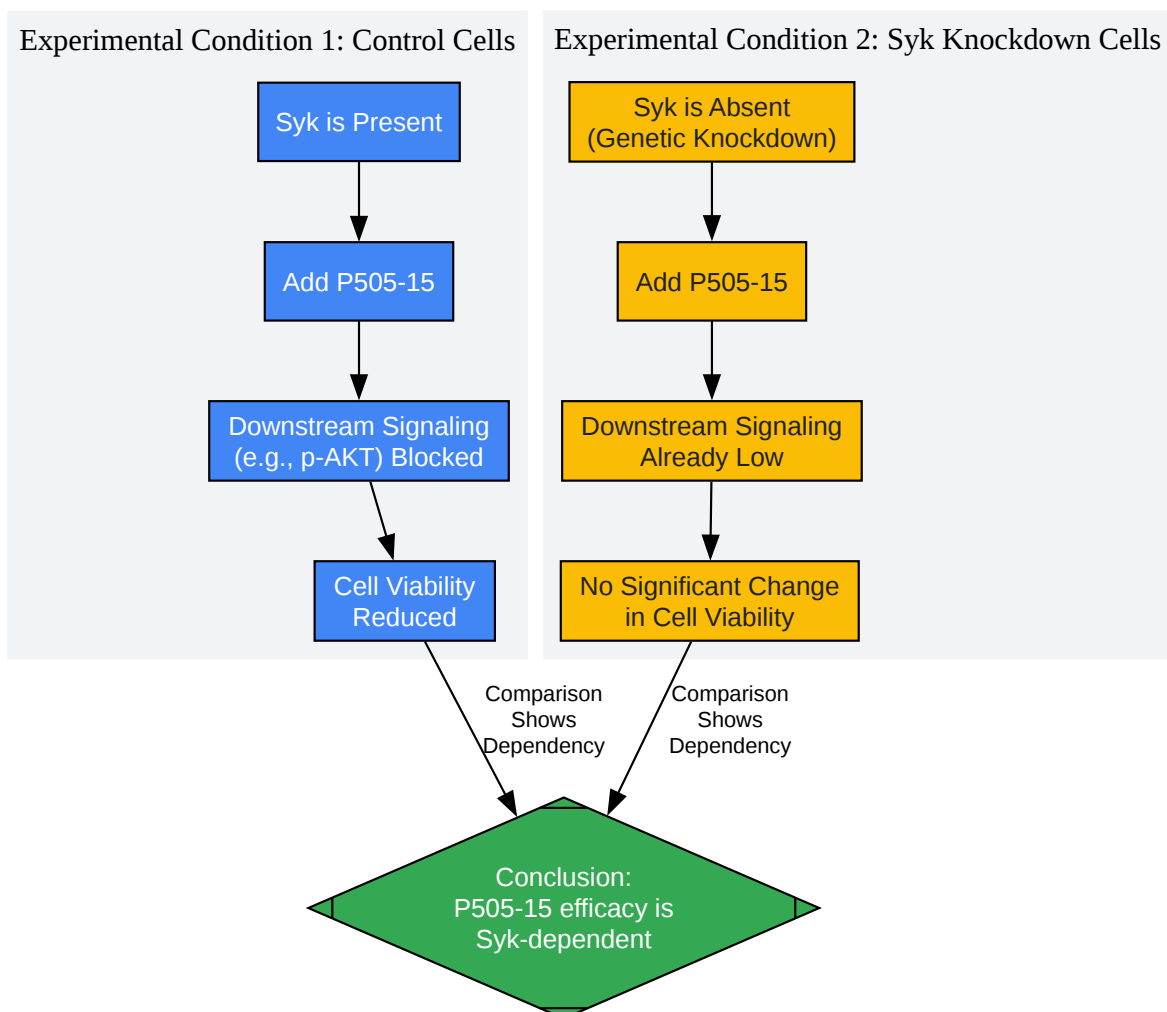 Experimental Condition 1: Control Cells
Syk is Present
Add P505-15
Downstream Signaling
(e.g., p-AKT) Blocked
Cell Viability
Reduced
Comparison
Shows
Dependency
Experimental Condition 2: Syk Knockdown Cells
Syk is Absent
(Genetic Knockdown)
Add P505-15
Downstream Signaling
Already Low
No Significant Change
in Cell Viability
Comparison
Shows
Dependency
Conclusion:
P505-15 efficacy is
Syk-dependent